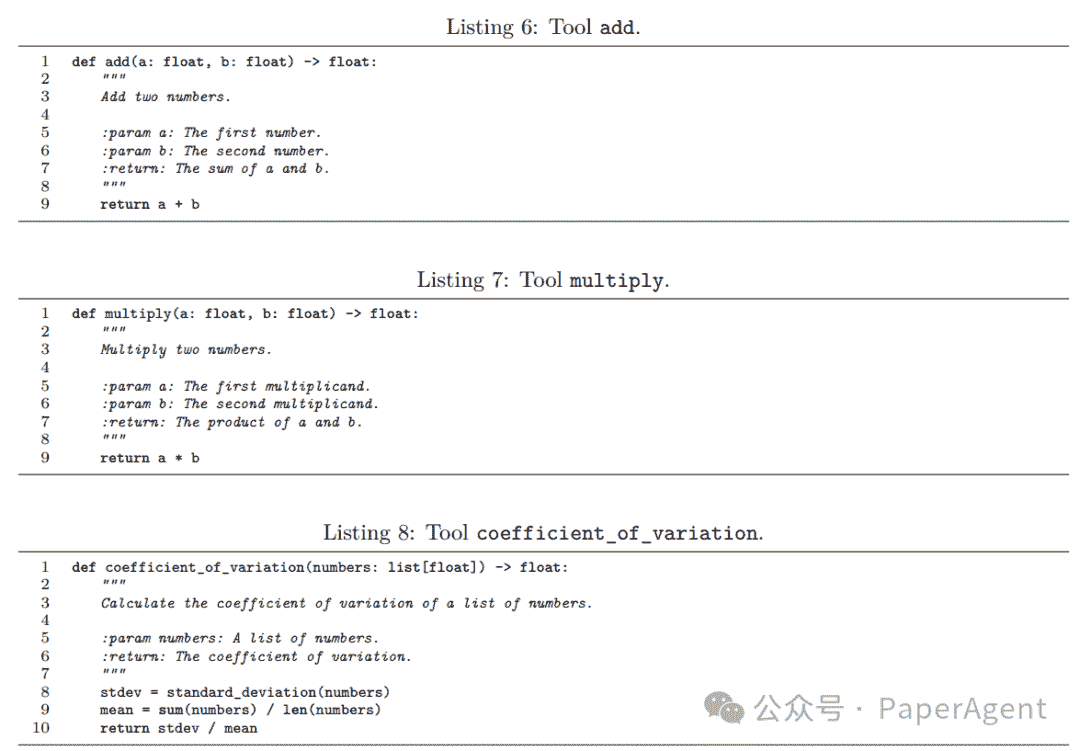 Listing 6: Tool add.
1 def add(a: float, b: float) -> float:
2 """
3 Add two numbers.
4
5 :param a: The first number.
6 :param b: The second number.
7 :return: The sum of a and b.
8 """
9 return a + b
Listing 7: Tool multiply.
1 def multiply(a: float, b: float) -> float:
2 """
3 Multiply two numbers.
4
5 :param a: The first multiplicand.
6 :param b: The second multiplicand.
7 :return: The product of a and b.
8 """
9 return a * b
Listing 8: Tool coefficient_of_variation.
1 def coefficient_of_variation(numbers: list[float]) -> float:
2 """
3 Calculate the coefficient of variation of a list of numbers.
4
5 :param numbers: A list of numbers.
6 :return: The coefficient of variation.
7 """
8 stdev = standard_deviation(numbers)
9 mean = sum(numbers) / len(numbers)
10 return stdev / mean
公众号 · PaperAgent